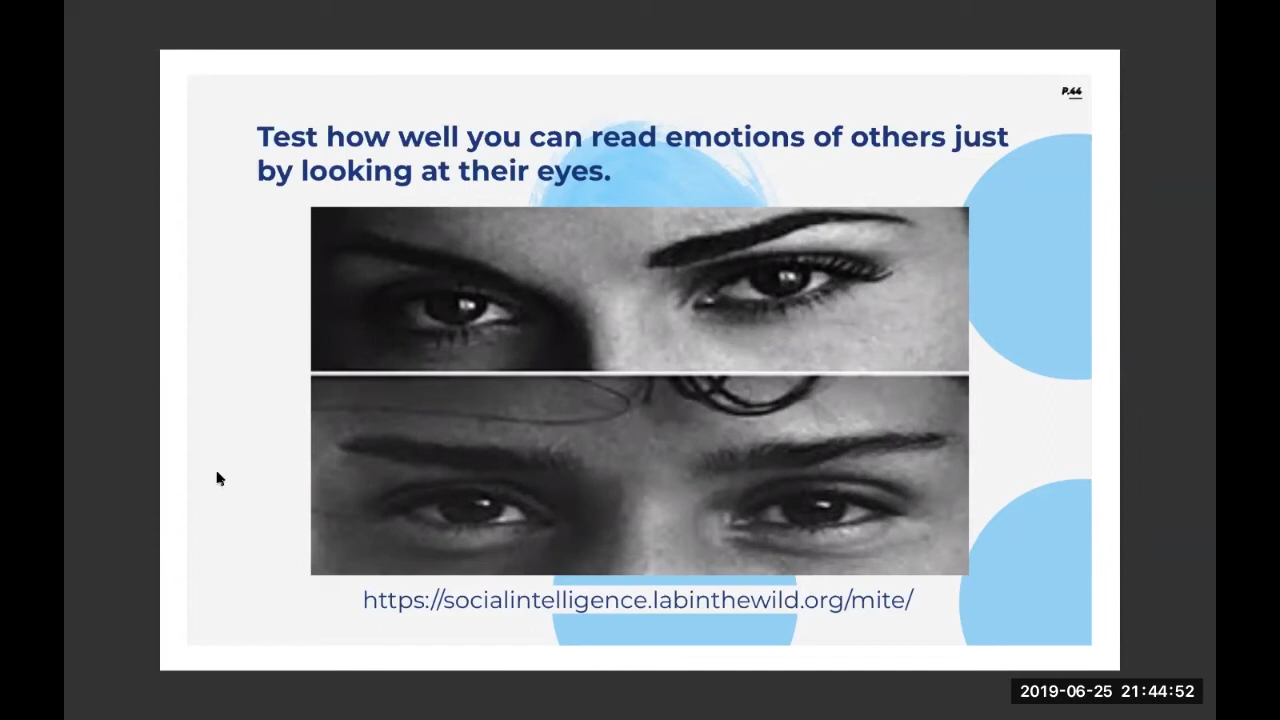 P.44
Test how well you can read emotions of others just
by looking at their eyes.
https://socialintelligence.labinthewild.org/mite/
2019-06-25 21:44:52